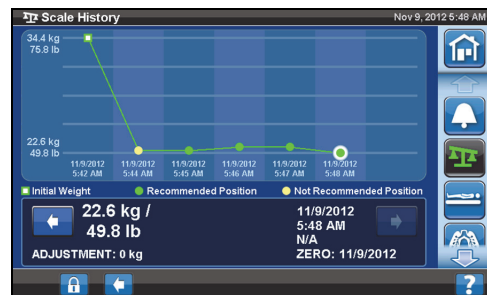 Scale History
Nov 9, 2012 5:48 AM
34.4 kg
75.8 lb
22.6 kg
49.8 lb
11/9/2012 11/9/2012 11/9/2012 11/9/2012 11/9/2012 11/9/2012
5:42 AM 5:44 AM 5:45 AM 5:46 AM 5:47 AM 5:48 AM
Initial Weight Recommended Position Not Recommended Position
22.6 kg /
49.8 lb
11/9/2012
5:48 AM
N/A
ADJUSTMENT: 0 kg
ZERO: 11/9/2012
?